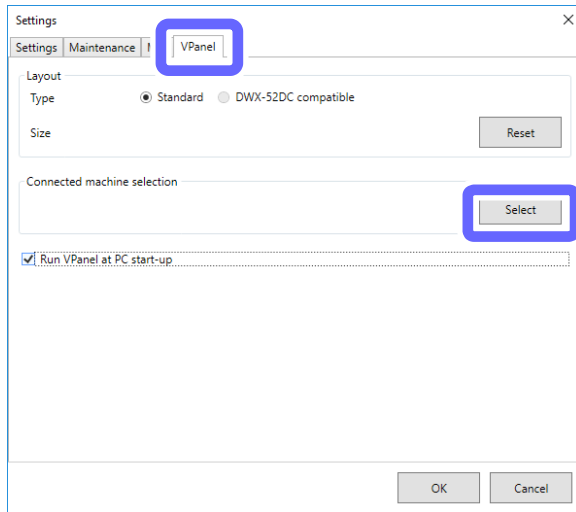 Settings
Settings Maintenance VPanel
Layout
Type Standard DWX-52DC compatible
Size Reset
Connected machine selection
Select
Run VPanel at PC start-up
OK Cancel